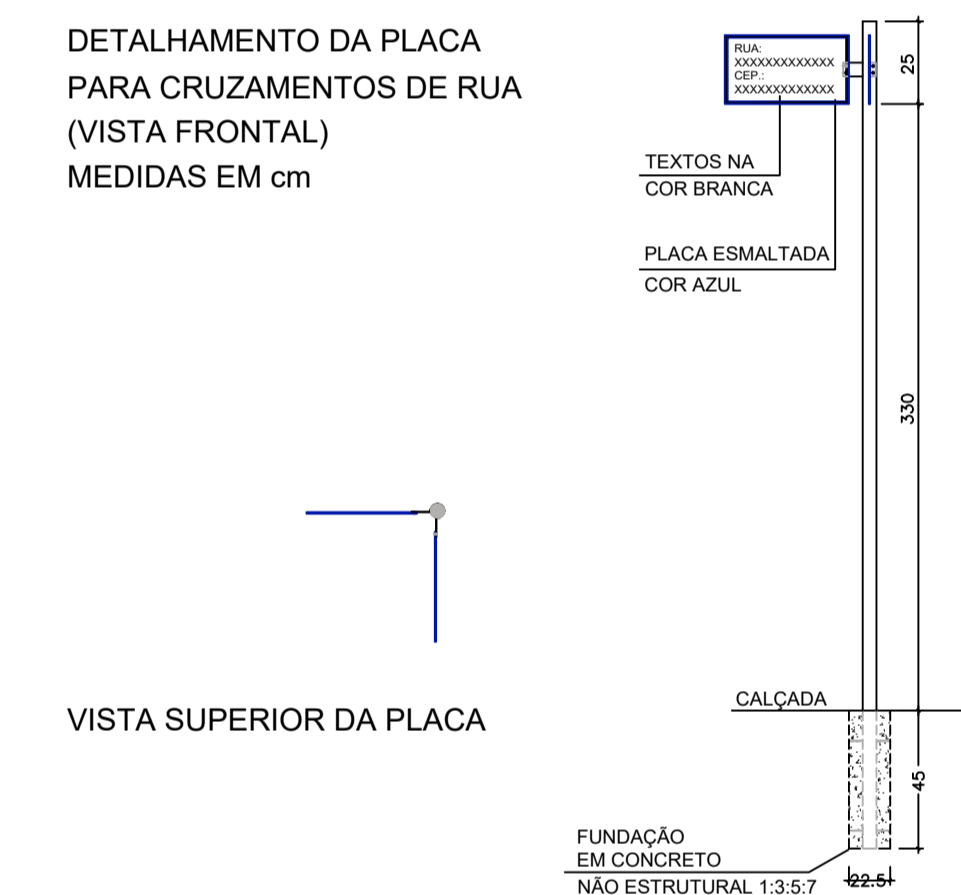 DETALHAMENTO DA PLACA
PARA CRUZAMENTOS DE RUA
(VISTA FRONTAL)
MEDIDAS EM cm
RUA:
XXXXXXXXXXXXX
CEP.:
XXXXXXXXXXXXX
25
TEXTOS NA
COR BRANCA
PLACA ESMALTADA
COR AZUL
330
VISTA SUPERIOR DA PLACA
CALÇADA
45
FUNDAÇÃO
EM CONCRETO
NÃO ESTRUTURAL 1:3:5:7
22.5